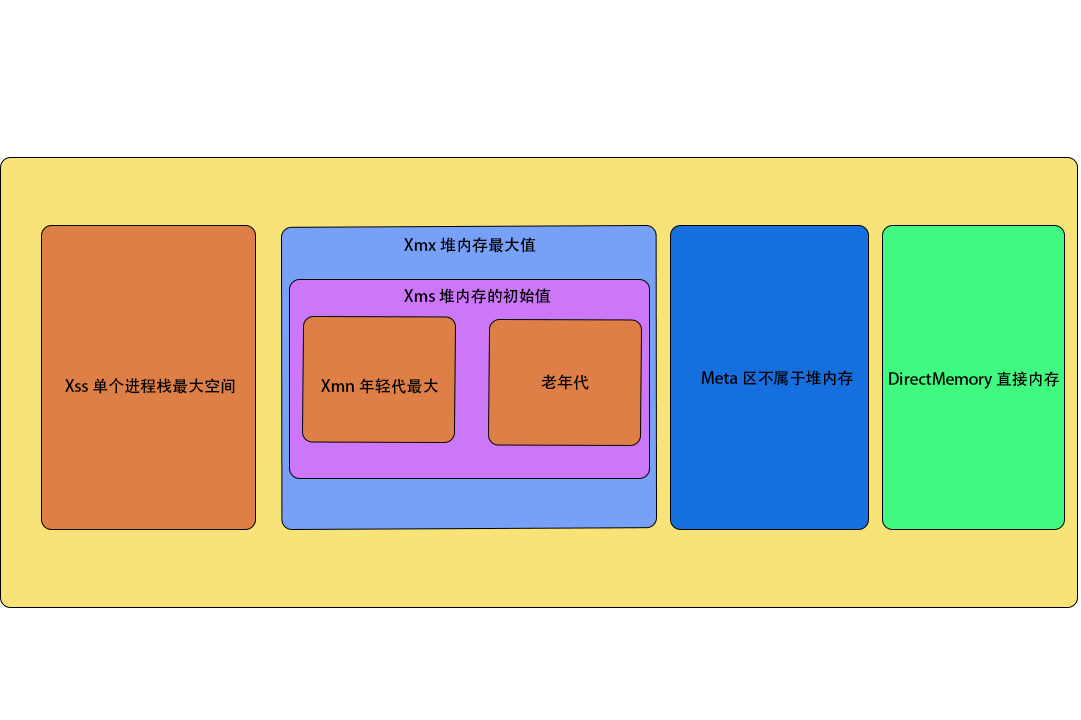 Xmx 堆内存最大值
Xms 堆内存的初始值
Xss 单个进程栈最大空间
Xmn 年轻代最大
老年代
Meta 区不属于堆内存
DirectMemory 直接内存